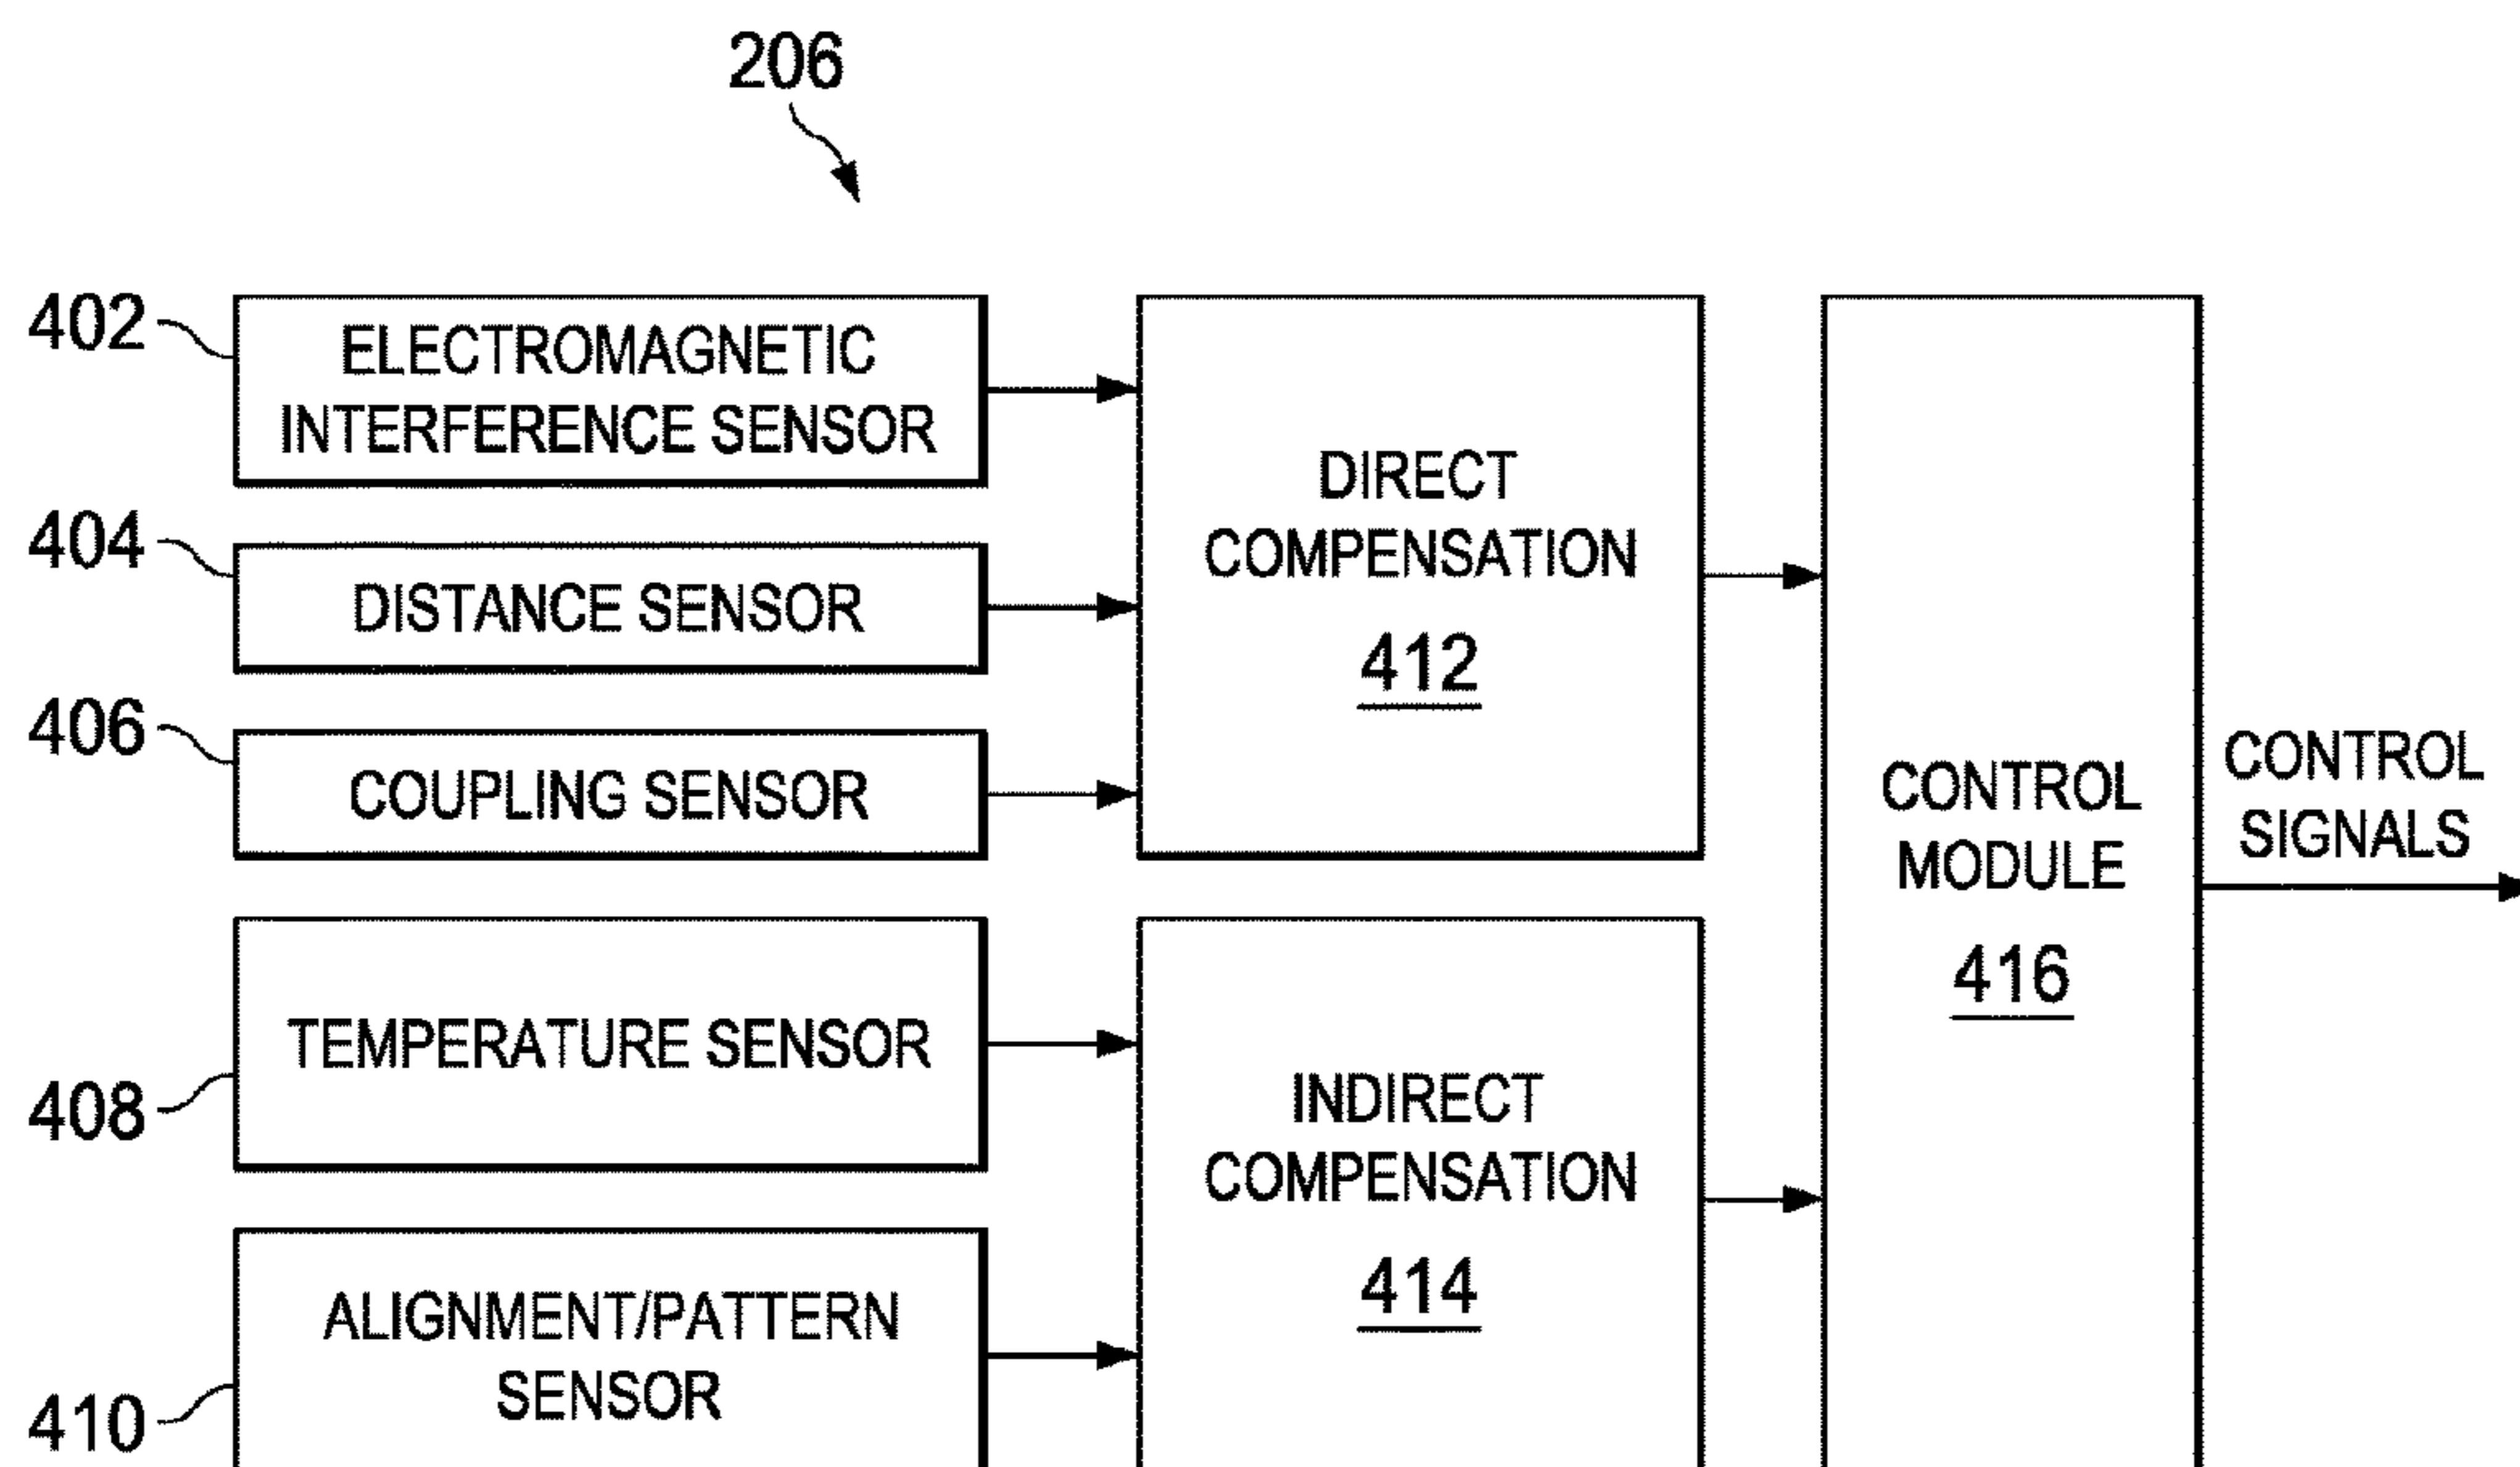 206
402
ELECTROMAGNETIC
INTERFERENCE SENSOR
404
DISTANCE SENSOR
406
COUPLING SENSOR
408
TEMPERATURE SENSOR
410
ALIGNMENT/PATTERN
SENSOR
DIRECT
COMPENSATION
412
INDIRECT
COMPENSATION
414
CONTROL
MODULE
416
CONTROL
SIGNALS